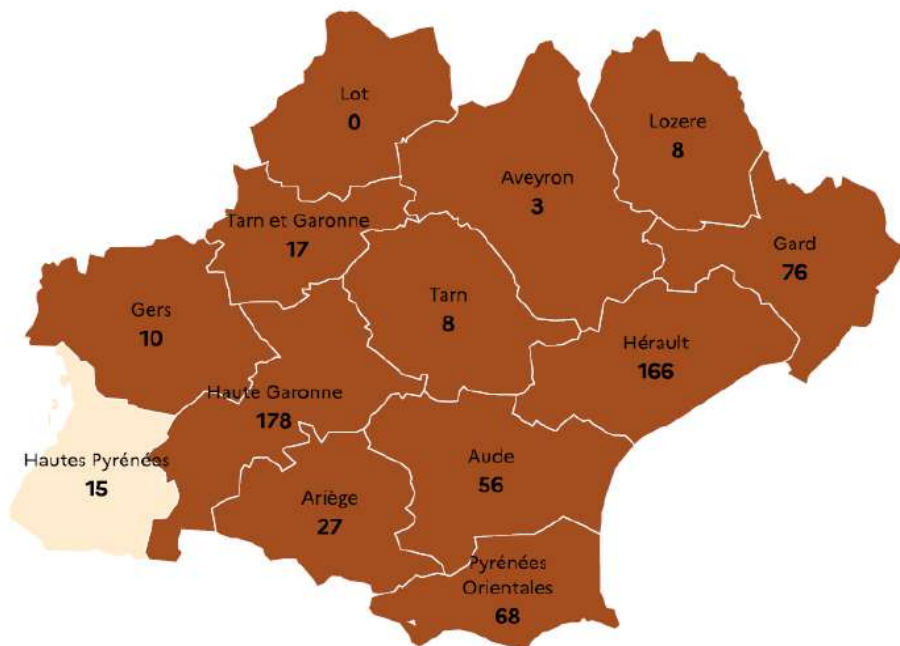 Lot
0
Lozere
8
Aveyron
3
Tarn et Garonne
17
Gard
76
Gers
10
Tarn
8
Hérault
166
Haute Garonne
178
Hautes Pyrénées
15
Aude
56
Ariège
27
Pyrénées
Orientales
68